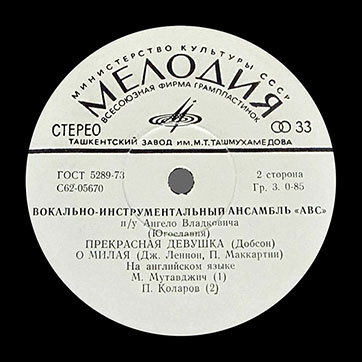 МИНИСТЕРСТВО КУЛЬТУРЫ СССР
МЕЛОДИЯ
ВСЕСОЮЗНАЯ ФИРМА ГРАМПЛАСТИНОК
СТЕРЕО 33
ТАШКЕНТСКИЙ ЗАВОД ИМ. М.Т. ТАШМУХАМЕДОВА
ГОСТ 5289-73 2 сторона
С62-05670 Гр. 3. 0-85
ВОКАЛЬНО-ИНСТРУМЕНТАЛЬНЫЙ АНСАМБЛЬ «АВС»
п/у Ангело Владковича
(Югославия)
ПРЕКРАСНАЯ ДЕВУШКА (Добсон)
О МИЛАЯ (Дж. Леннон, П. Маккартни)
На английском языке
М. Мутавджич (1)
П. Коларов (2)